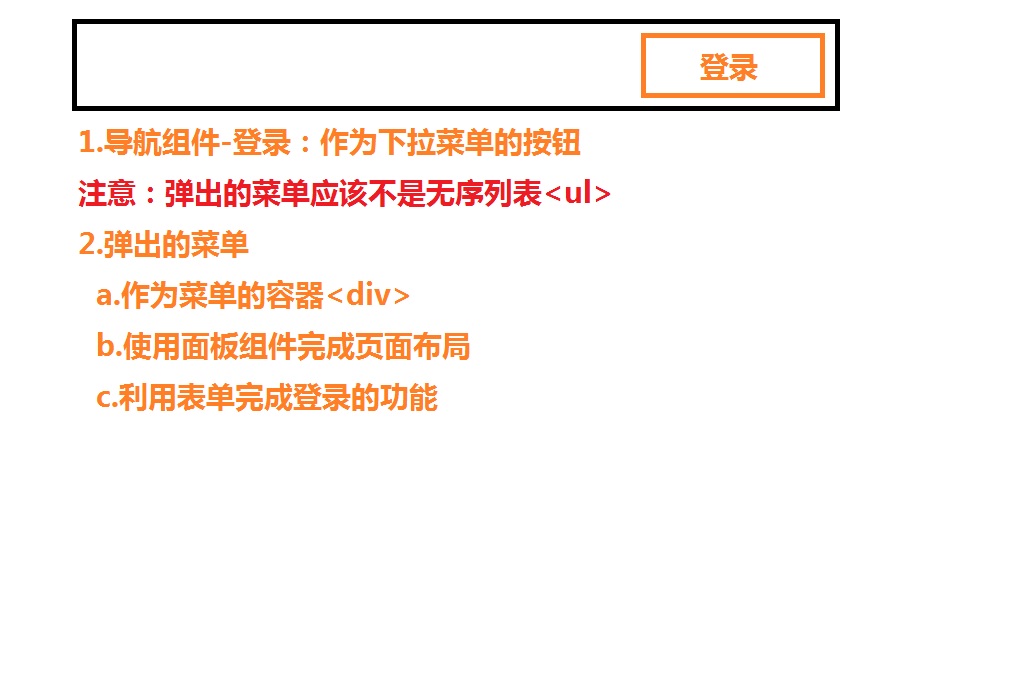 登录
1.导航组件-登录：作为下拉菜单的按钮
注意：弹出的菜单应该不是无序列表<ul>
2.弹出的菜单
a.作为菜单的容器<div>
b.使用面板组件完成页面布局
c.利用表单完成登录的功能